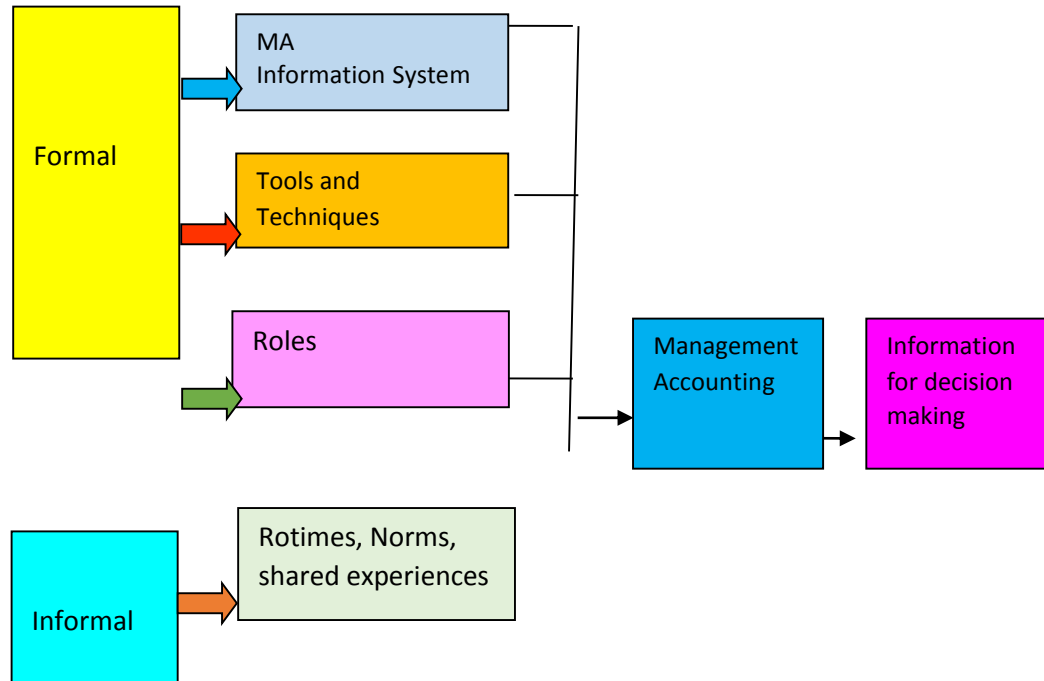 Formal
MA
Information System
Tools and
Techniques
Roles
Management
Accounting
Information
for decision
making
Informal
Rotimes, Norms,
shared experiences